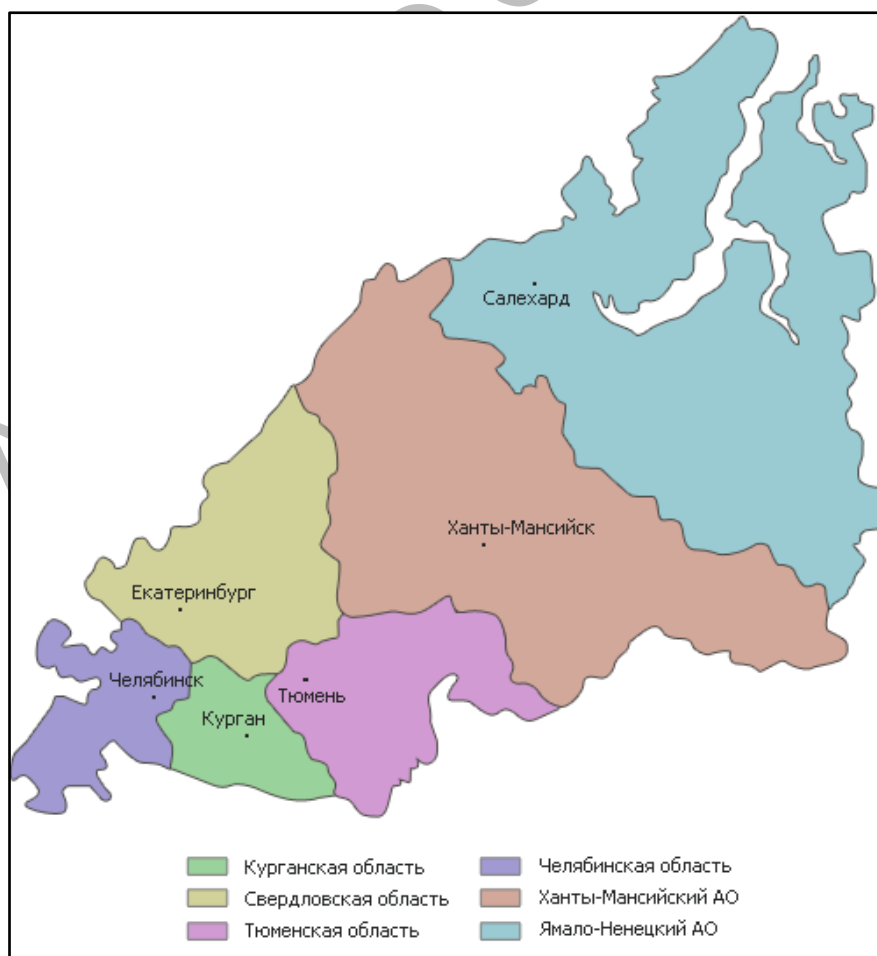 Салехард
Ханты-Мансийск
Екатеринбург
Челябинск
Тюмень
Курган
Курганская область
Свердловская область
Тюменская область
Челябинская область
Ханты-Мансийский АО
Ямало-Ненецкий АО